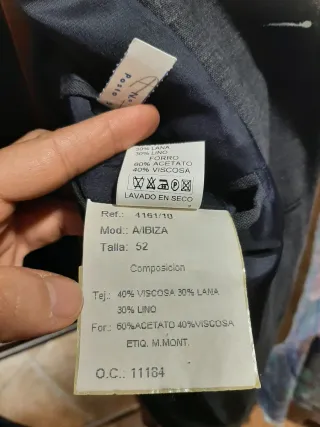 30% LANA
30% LINO
FORRO
60% ACETATO
40% VISCOSA
LAVADO EN SECO
Ref.: 4161/10
Mod.: A/IBIZA
Talla: 52
Composicion
Tej.: 40% VISCOSA 30% LANA
30% LINO
For.: 60%ACETATO 40%VISCOSA
ETIQ. M.MONT.
O.C.. 11184